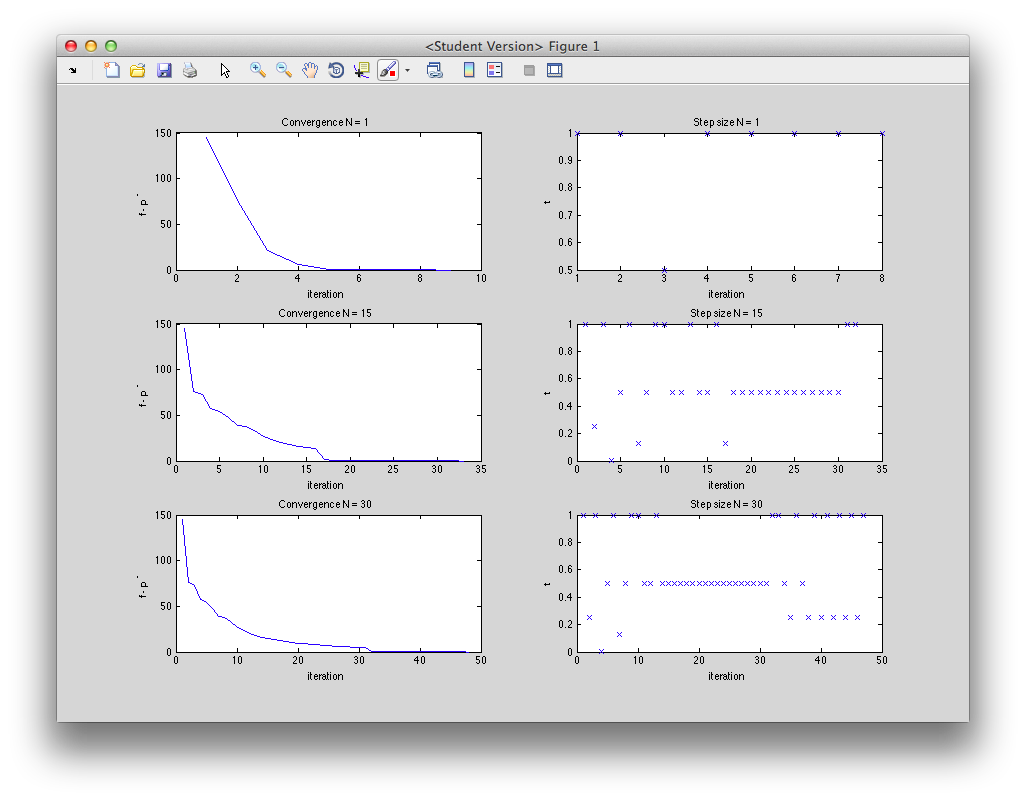 <Student Version> Figure 1
Convergence N = 1
150
100
50
0
f - p*
0 2 4 6 8 10
iteration
Step size N = 1
1
0.9
0.8
0.7
0.6
0.5
t
1 2 3 4 5 6 7 8
iteration
Convergence N = 15
150
100
50
0
f - p*
0 5 10 15 20 25 30 35
iteration
Step size N = 15
1
0.8
0.6
0.4
0.2
0
t
0 5 10 15 20 25 30 35
iteration
Convergence N = 30
150
100
50
0
f - p*
0 10 20 30 40 50
iteration
Step size N = 30
1
0.8
0.6
0.4
0.2
0
t
0 10 20 30 40 50
iteration